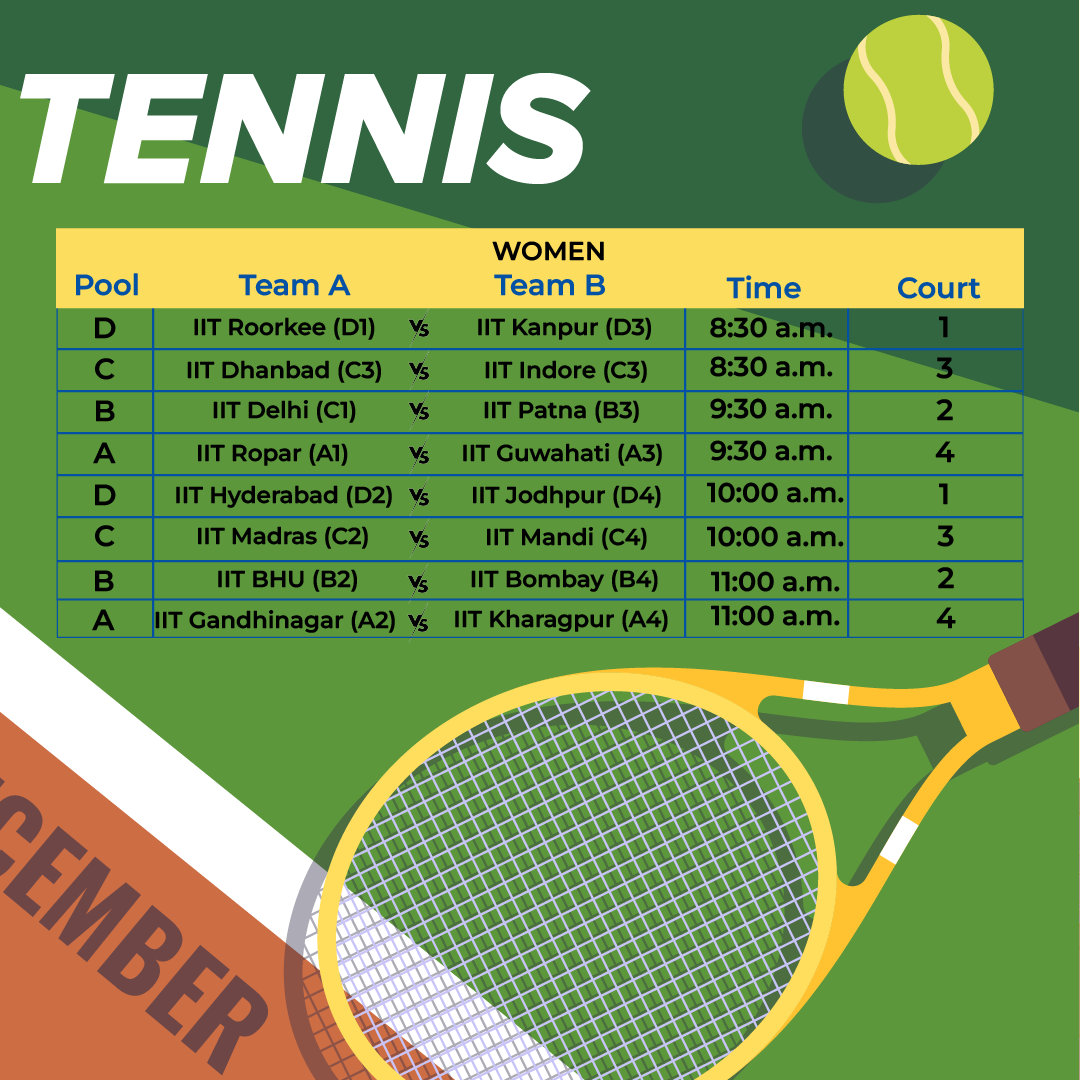 TENNIS
WOMEN
Pool Team A Team B Time Court
D IIT Roorkee (D1) Vs IIT Kanpur (D3) 8:30 a.m. 1
C IIT Dhanbad (C3) Vs IIT Indore (C3) 8:30 a.m. 3
B IIT Delhi (C1) Vs IIT Patna (B3) 9:30 a.m. 2
A IIT Ropar (A1) Vs IIT Guwahati (A3) 9:30 a.m. 4
D IIT Hyderabad (D2) Vs IIT Jodhpur (D4) 10:00 a.m. 1
C IIT Madras (C2) Vs IIT Mandi (C4) 10:00 a.m. 3
B IIT BHU (B2) Vs IIT Bombay (B4) 11:00 a.m. 2
A IIT Gandhinagar (A2) Vs IIT Kharagpur (A4) 11:00 a.m. 4
CEMBER